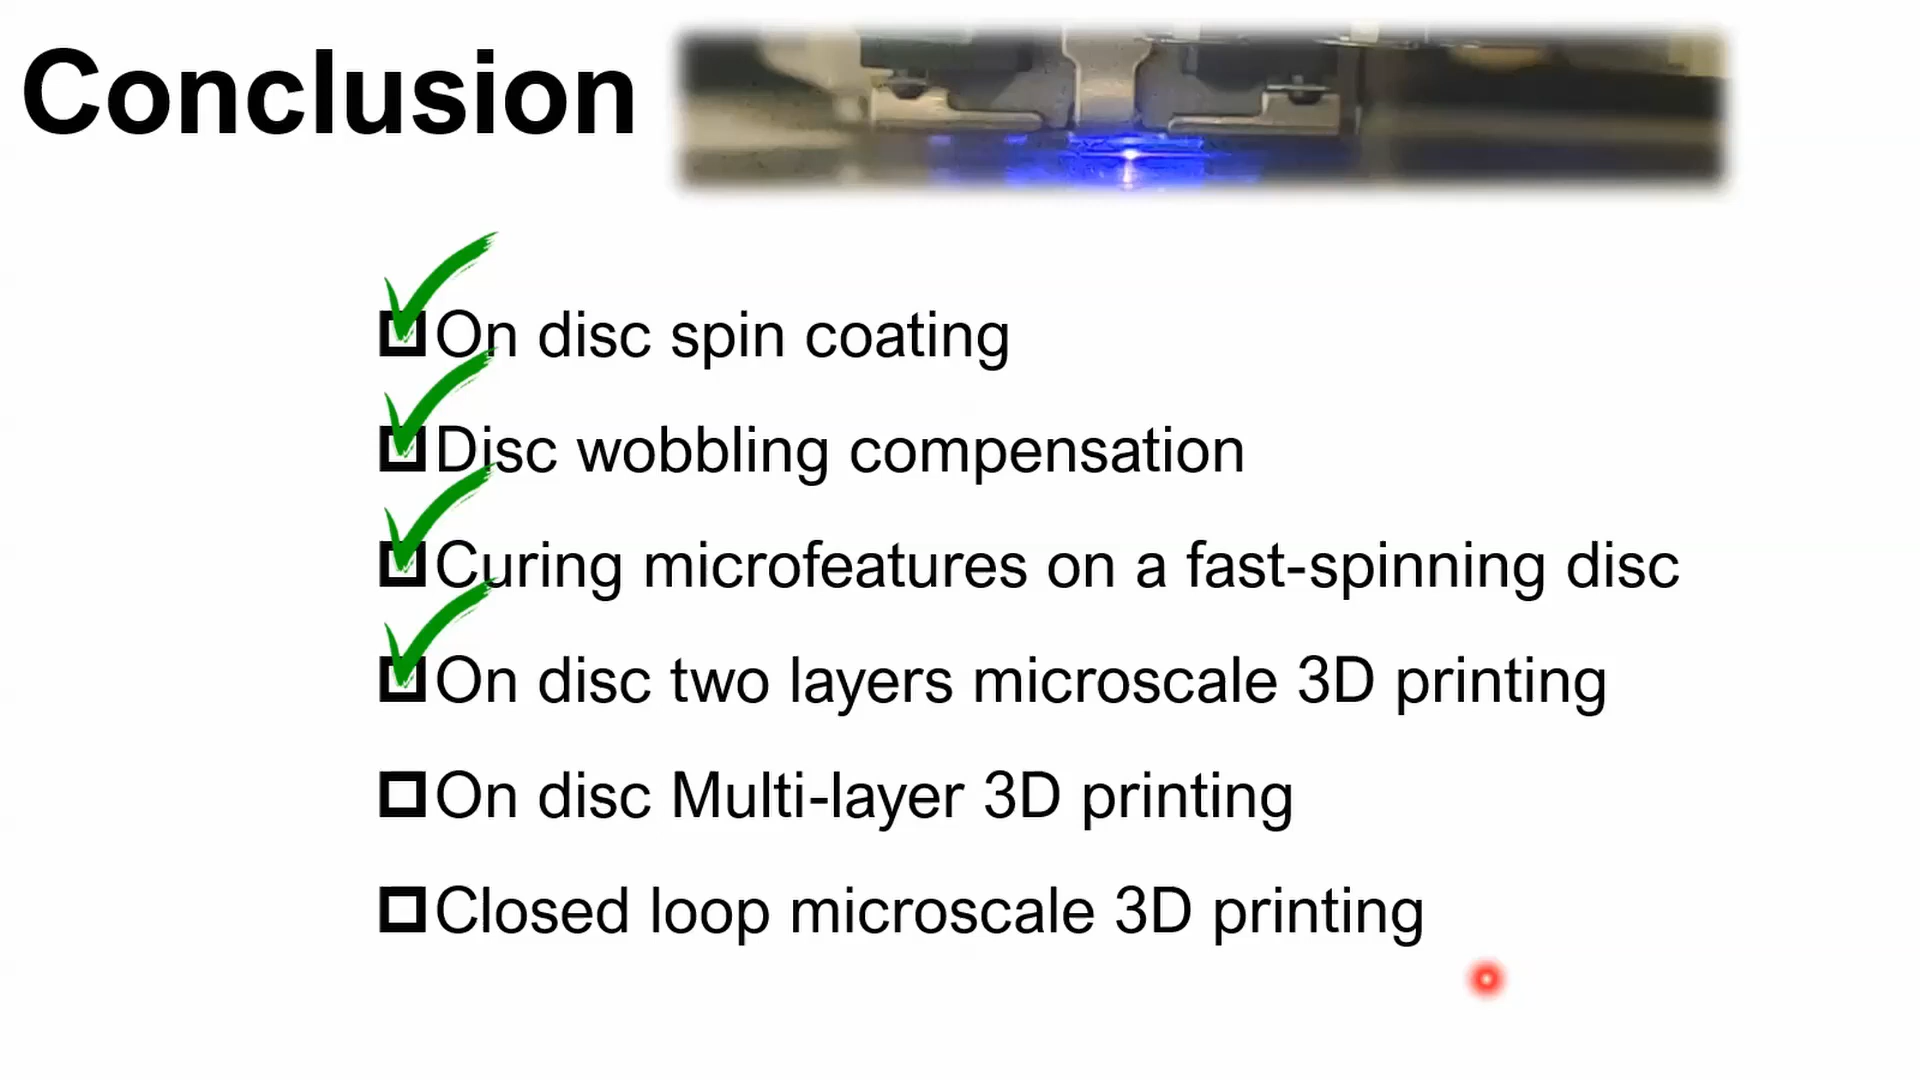 Conclusion
On disc spin coating
Disc wobbling compensation
Curing microfeatures on a fast-spinning disc
On disc two layers microscale 3D printing
On disc Multi-layer 3D printing
Closed loop microscale 3D printing